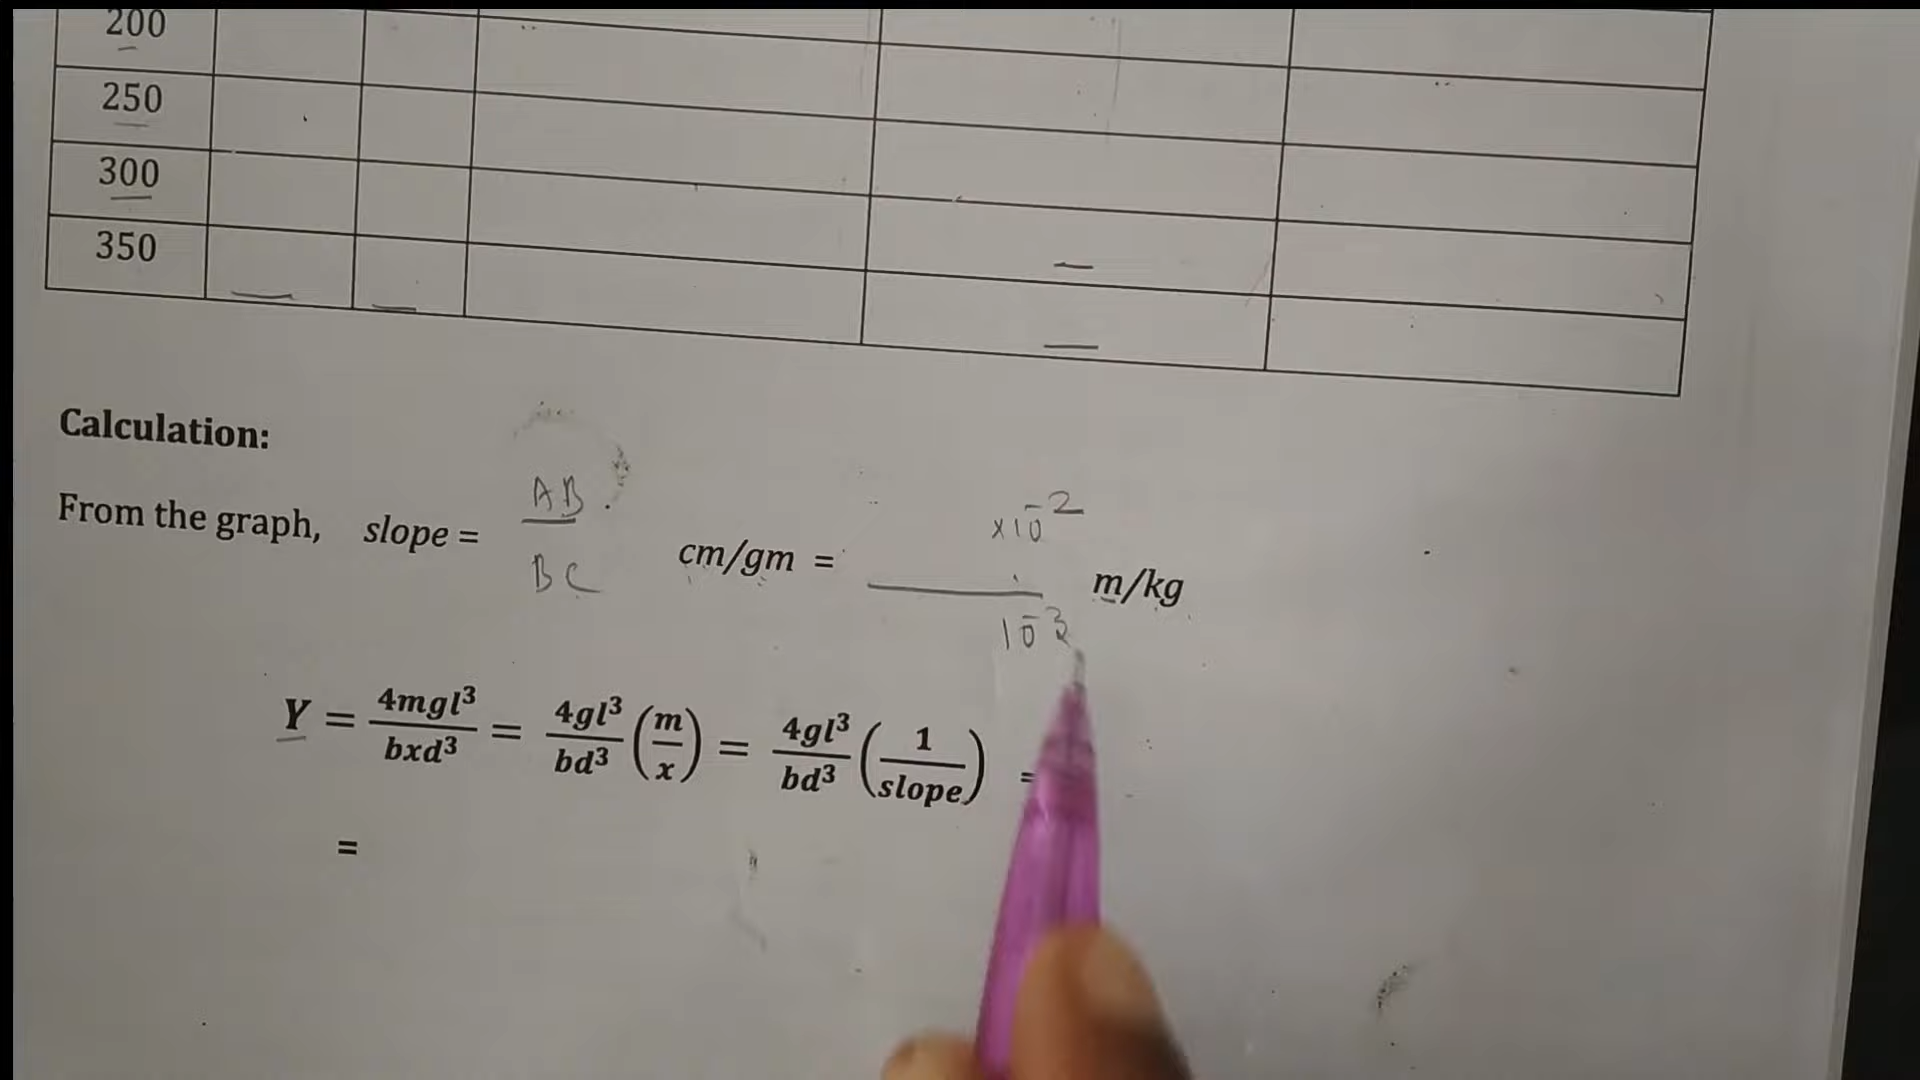 200
250
300
350
Calculation:
From the graph, slope = AB/BC cm/gm = ×10⁻²/10⁻³ m/kg
Y = 4mgl³/bxd³ = 4gl³/bd³ (m/x) = 4gl³/bd³ (1/slope) =
=